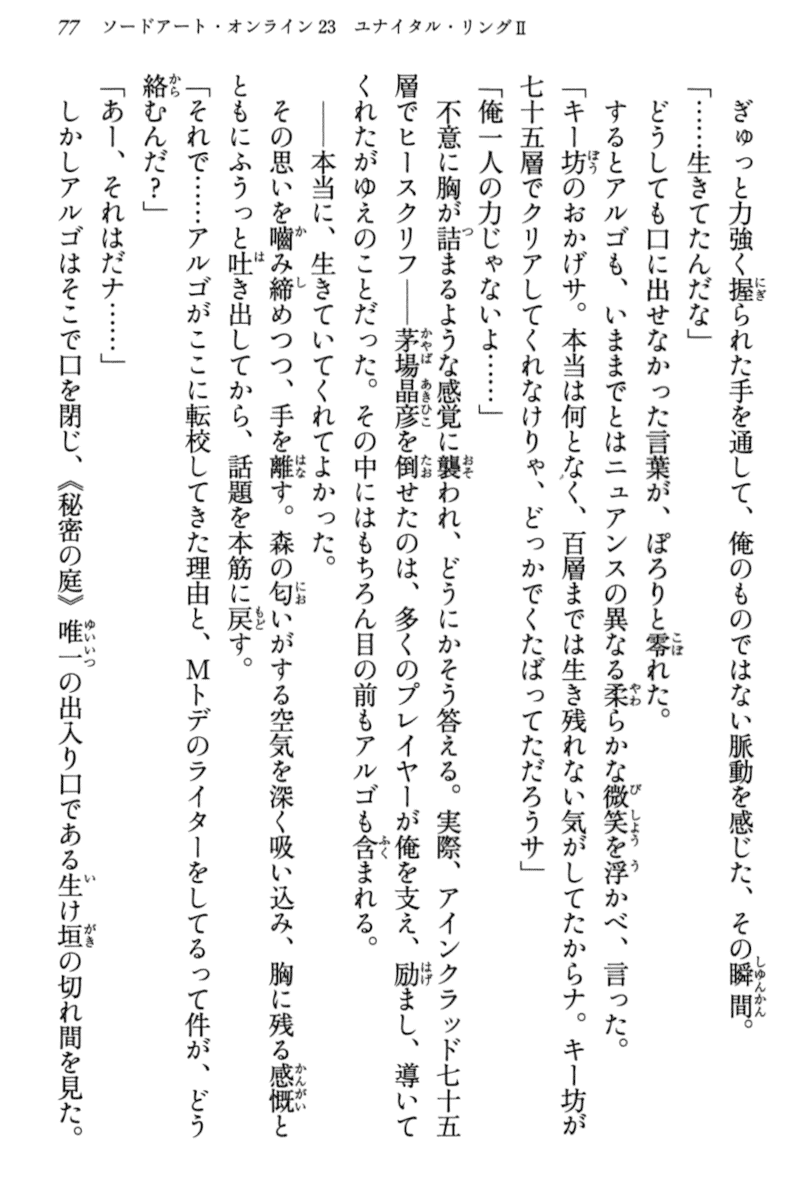 77　ソードアート・オンライン23　ユナイタル・リングⅡ
　ぎゅっと力強く握られた手を通して、俺のものではない脈動を感じた、その瞬間。
「……生きてたんだな」
　どうしても口に出せなかった言葉が、ぽろりと零れた。
　するとアルゴも、いままでとはニュアンスの異なる柔らかな微笑を浮かべ、言った。
「キー坊のおかげサ。本当は何となく、百層までは生き残れない気がしてたからナ。キー坊が
七十五層でクリアしてくれなけりゃ、どっかでくたばってただろうサ」
「俺一人の力じゃないよ……」
　不意に胸が詰まるような感覚に襲われ、どうにかそう答える。実際、アインクラッド七十五
層でヒースクリフ――茅場晶彦を倒せたのは、多くのプレイヤーが俺を支え、励まし、導いて
くれたがゆえのことだった。その中にはもちろん目の前もアルゴも含まれる。
　――本当に、生きていてくれてよかった。
　その思いを嚙み締めつつ、手を離す。森の匂いがする空気を深く吸い込み、胸に残る感慨と
ともにふうっと吐き出してから、話題を本筋に戻す。
「それで……アルゴがここに転校してきた理由と、Mトデのライターをしてるって件が、どう
絡むんだ？」
「あー、それはだナ……」
　しかしアルゴはそこで口を閉じ、《秘密の庭》唯一の出入り口である生け垣の切れ間を見た。